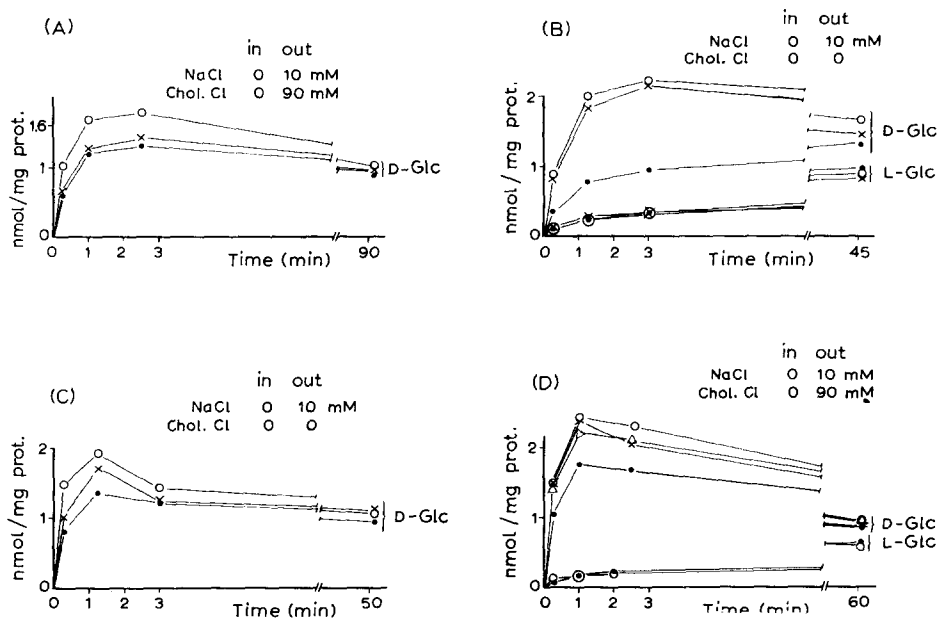 (A)
in out
NaCl 0 10 mM
Chol. Cl 0 90 mM
nmol/mg prot.
1.6
1
0
D-Glc
0 1 2 3 90
Time (min)
(B)
in out
NaCl 0 10 mM
Chol. Cl 0 0
nmol/mg prot.
2
1
0
D-Glc
L-Glc
0 1 2 3 45
Time (min)
(C)
in out
NaCl 0 10 mM
Chol. Cl 0 0
nmol/mg prot.
2
1
0
D-Glc
0 1 2 3 50
Time (min)
(D)
in out
NaCl 0 10 mM
Chol. Cl 0 90 mM
nmol/mg prot.
2
1
0
D-Glc
L-Glc
0 1 2 3 60
Time (min)